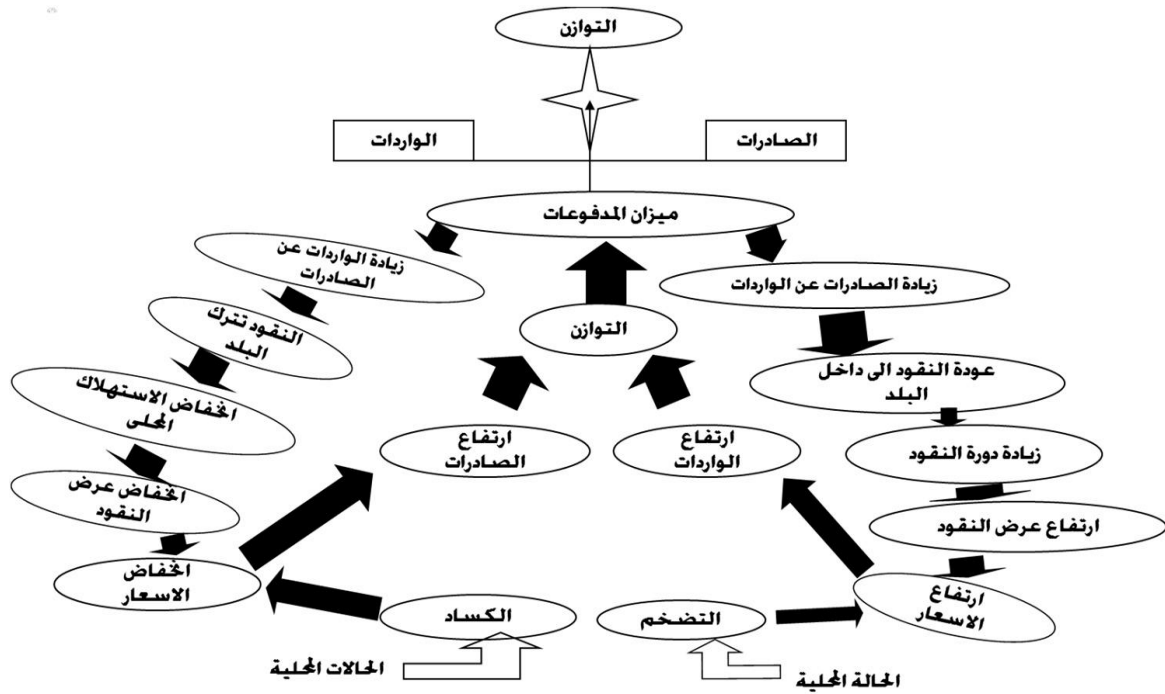 التوازن
الصادرات
الواردات
ميزان المدفوعات
زيادة الصادرات عن الواردات
زيادة الواردات عن
الصادرات
التوازن
النقود تترك
البلد
عودة النقود الى داخل
البلد
انخفاض الاستهلاك
المحلى
ارتفاع
الواردات
ارتفاع
الصادرات
زيادة دورة النقود
انخفاض عرض
النقود
ارتفاع عرض النقود
انخفاض
الاسعار
ارتفاع
الاسعار
التضخم
الكساد
الحالة المحلية
الحالات المحلية